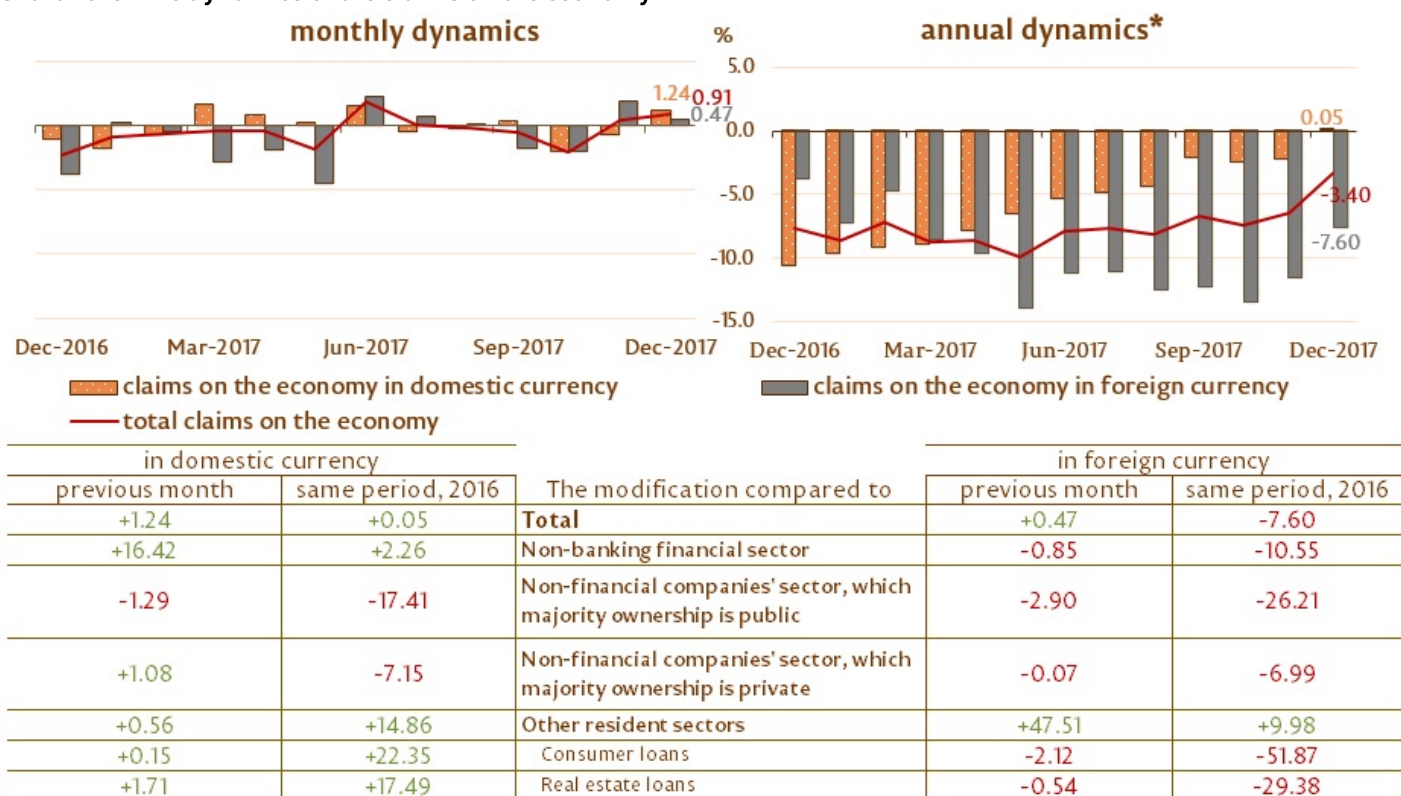 monthly dynamics
%
annual dynamics*
5.0
0.0
-5.0
-10.0
-15.0
1.24
0.91
0.47
0.05
-3.40
-7.60
Dec-2016 Mar-2017 Jun-2017 Sep-2017 Dec-2017
Dec-2016 Mar-2017 Jun-2017 Sep-2017 Dec-2017
claims on the economy in domestic currency
claims on the economy in foreign currency
total claims on the economy
in domestic currency in foreign currency
previous month same period, 2016 The modification compared to previous month same period, 2016
+1.24 +0.05 Total +0.47 -7.60
+16.42 +2.26 Non-banking financial sector -0.85 -10.55
-1.29 -17.41 Non-financial companies' sector, which majority ownership is public -2.90 -26.21
+1.08 -7.15 Non-financial companies' sector, which majority ownership is private -0.07 -6.99
+0.56 +14.86 Other resident sectors +47.51 +9.98
+0.15 +22.35 Consumer loans -2.12 -51.87
+1.71 +17.49 Real estate loans -0.54 -29.38